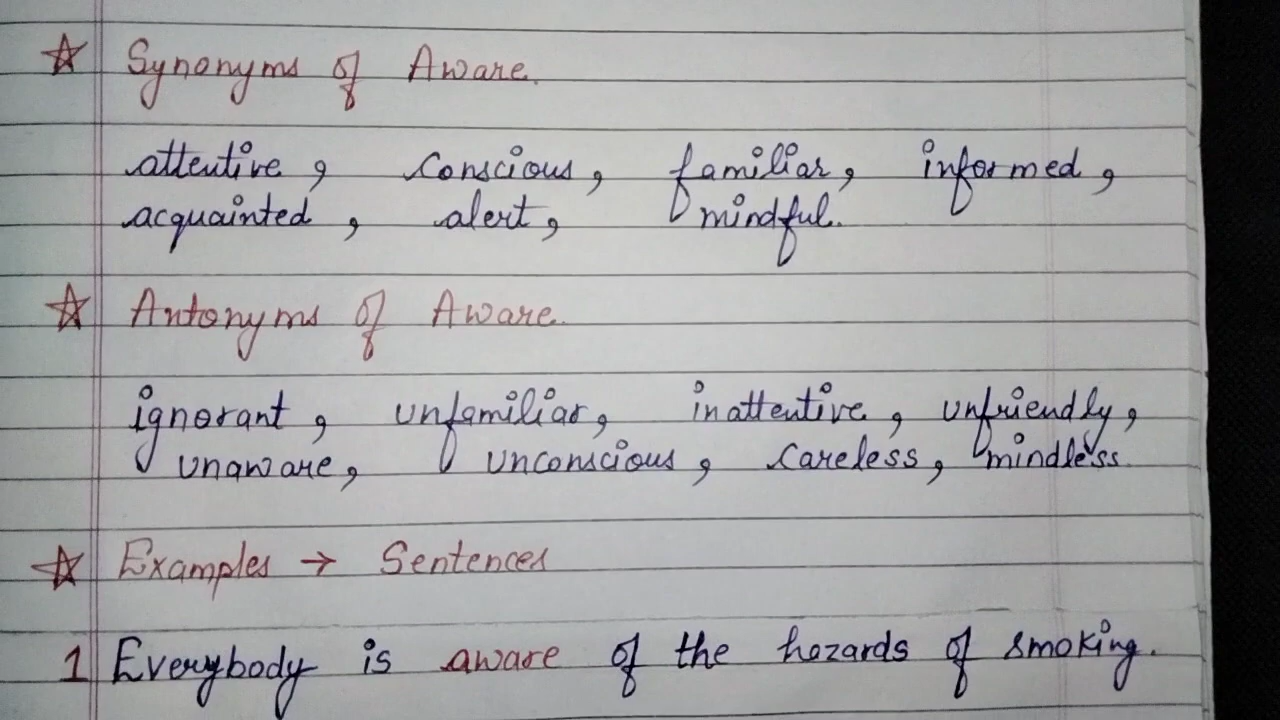 ☆ Synonyms of Aware.
attentive, conscious, familiar, informed,
acquainted, alert, mindful.
☆ Antonyms of Aware.
ignorant, unfamiliar, inattentive, unfriendly,
unaware, unconscious, careless, mindless.
☆ Examples → Sentences
1 Everybody is aware of the hazards of smoking.